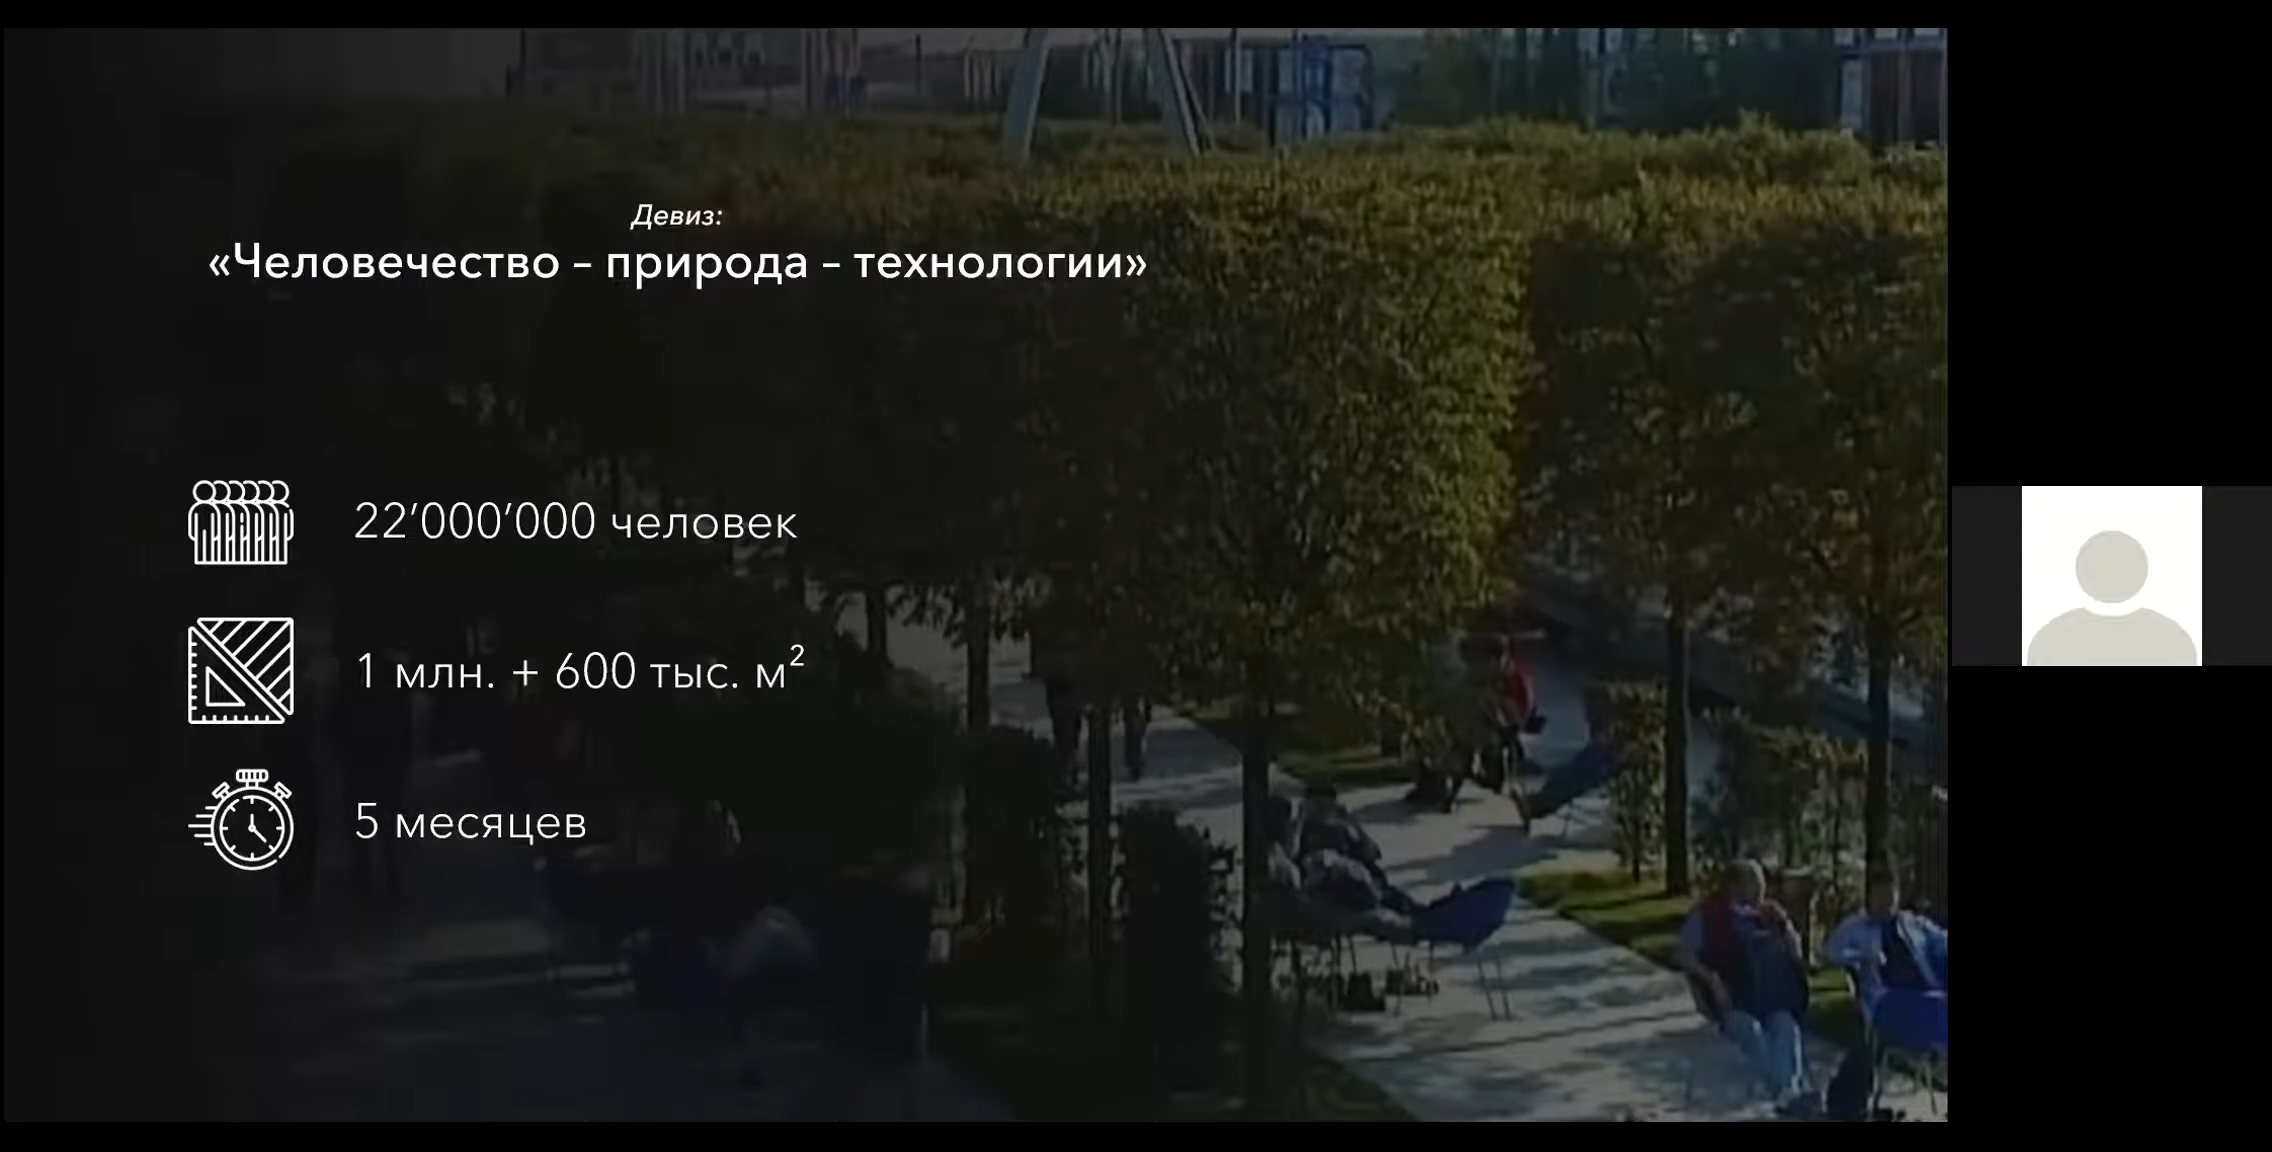 Девиз:
«Человечество – природа – технологии»
22’000’000 человек
1 млн. + 600 тыс. м²
5 месяцев